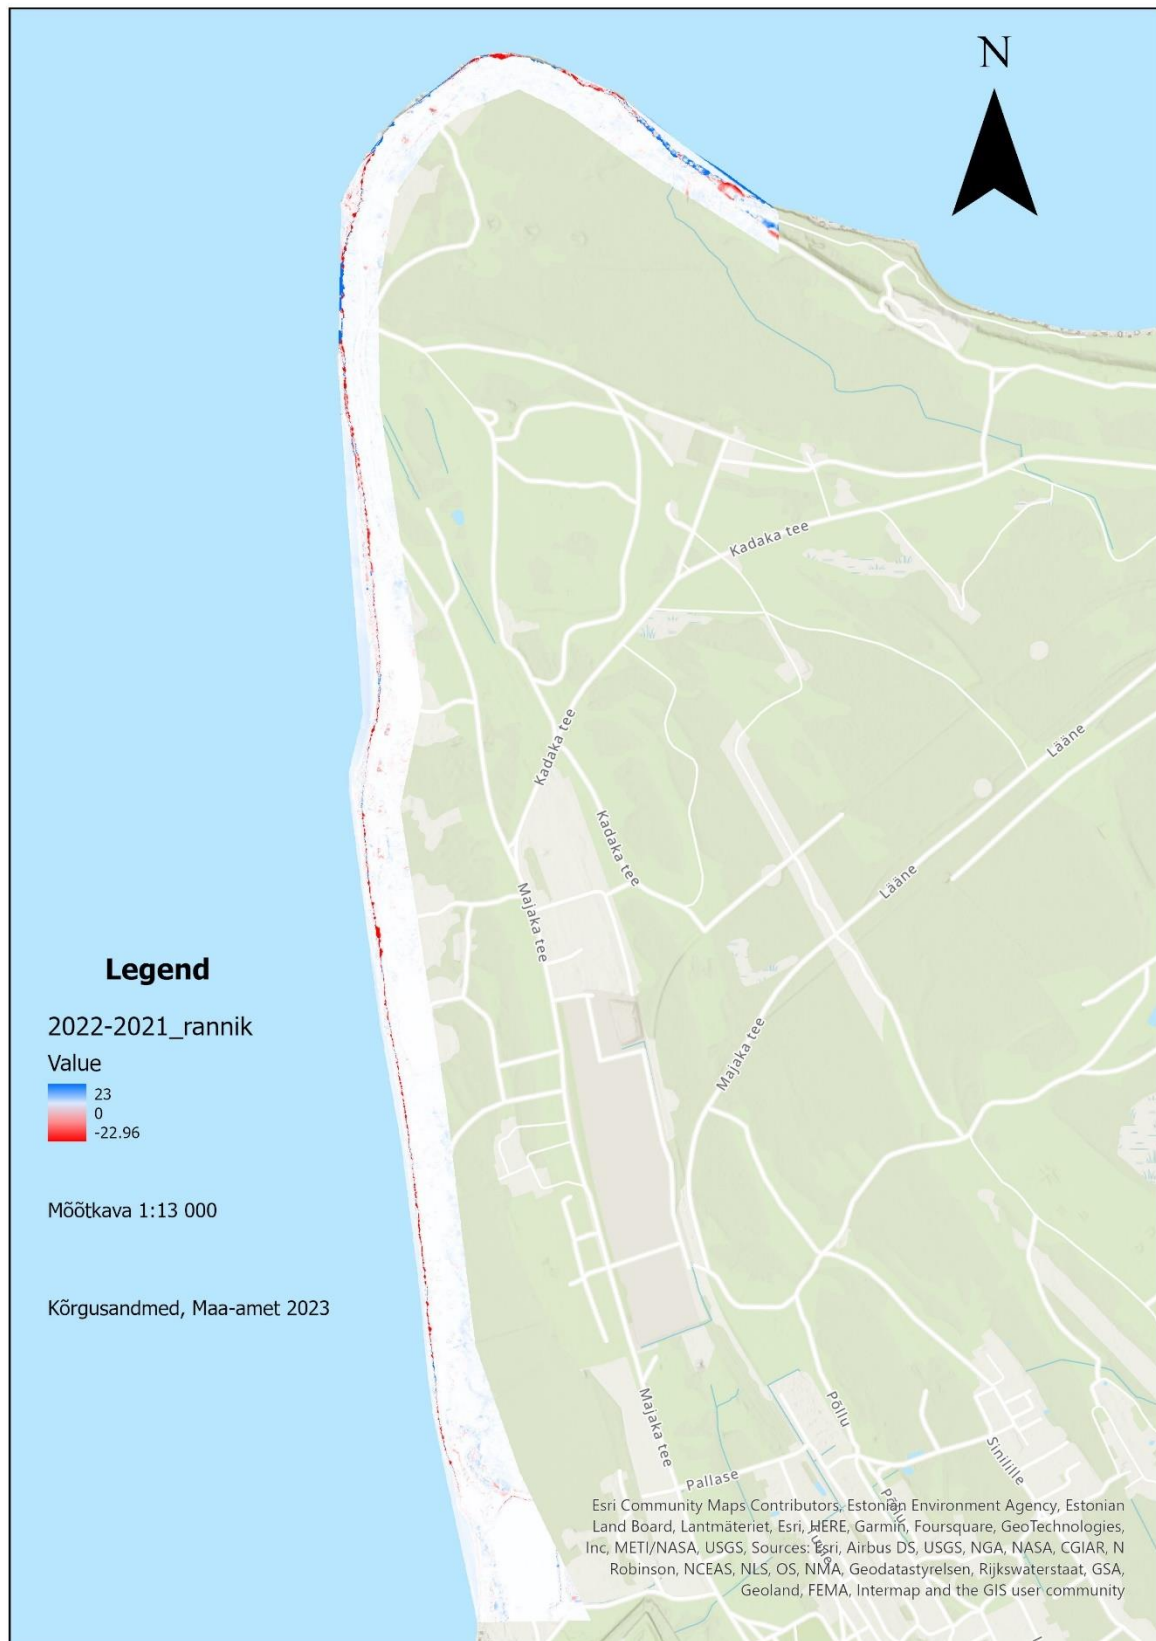 N
Kadaka tee
Lääne
Kadaka tee
Kadaka tee
Lääne
Majaka tee
Legend
2022-2021_rannik
Value
23
0
-22.96
Majaka tee
Mõõtkava 1:13 000
Kõrgusandmed, Maa-amet 2023
Majaka tee
Põllu
Sinilille
Pallase
Põllu
Esri Community Maps Contributors, Estonian Environment Agency, Estonian
Land Board, Lantmäteriet, Esri, HERE, Garmin, Foursquare, GeoTechnologies,
Inc, METI/NASA, USGS, Sources: Esri, Airbus DS, USGS, NGA, NASA, CGIAR, N
Robinson, NCEAS, NLS, OS, NMA, Geodatastyrelsen, Rijkswaterstaat, GSA,
Geoland, FEMA, Intermap and the GIS user community